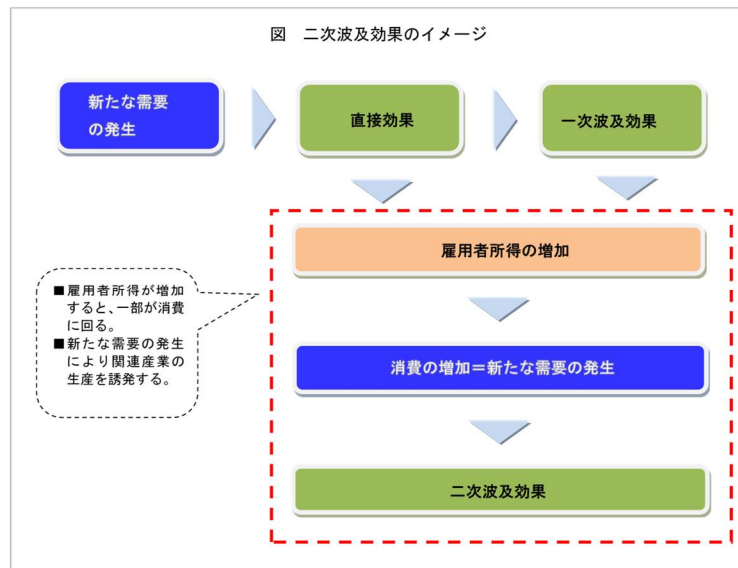 図　二次波及効果のイメージ
新たな需要
の発生
直接効果
一次波及効果
雇用者所得の増加
■雇用者所得が増加
すると、一部が消費
に回る。
■新たな需要の発生
により関連産業の
生産を誘発する。
消費の増加＝新たな需要の発生
二次波及効果